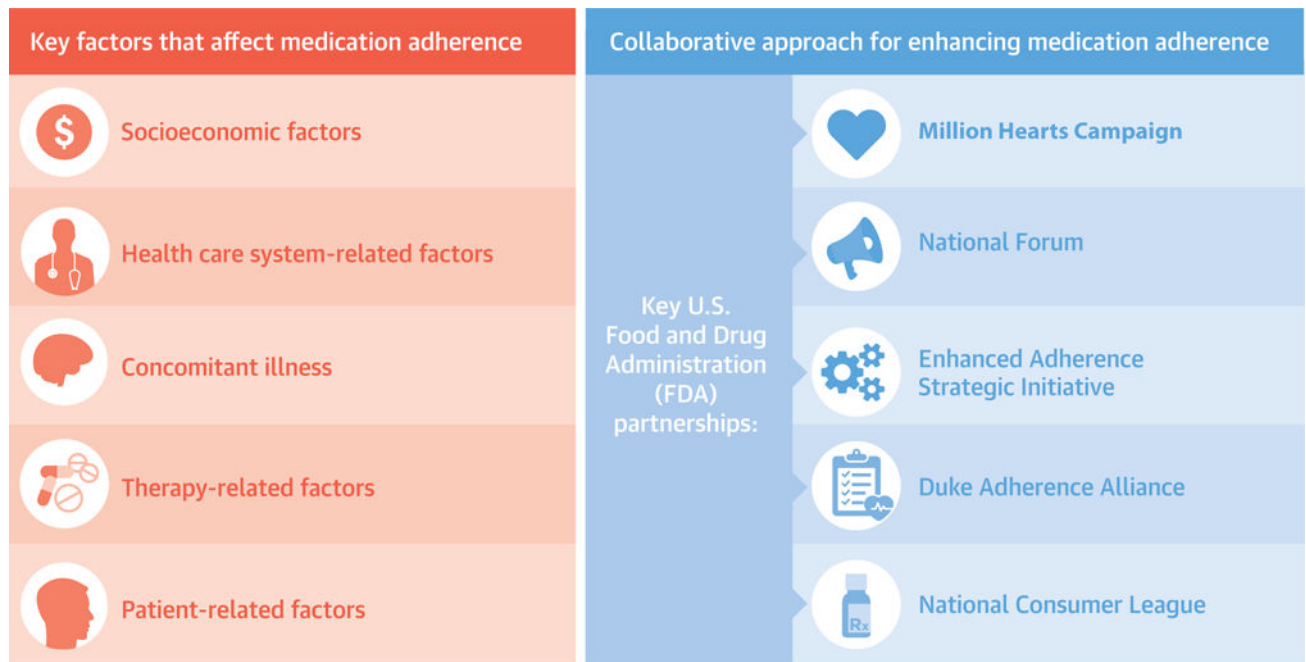 Key factors that affect medication adherence
$
Socioeconomic factors
Health care system-related factors
Concomitant illness
Therapy-related factors
Patient-related factors
Collaborative approach for enhancing medication adherence
Key U.S.
Food and Drug
Administration
(FDA)
partnerships:
Million Hearts Campaign
National Forum
Enhanced Adherence
Strategic Initiative
Duke Adherence Alliance
Rx
National Consumer League